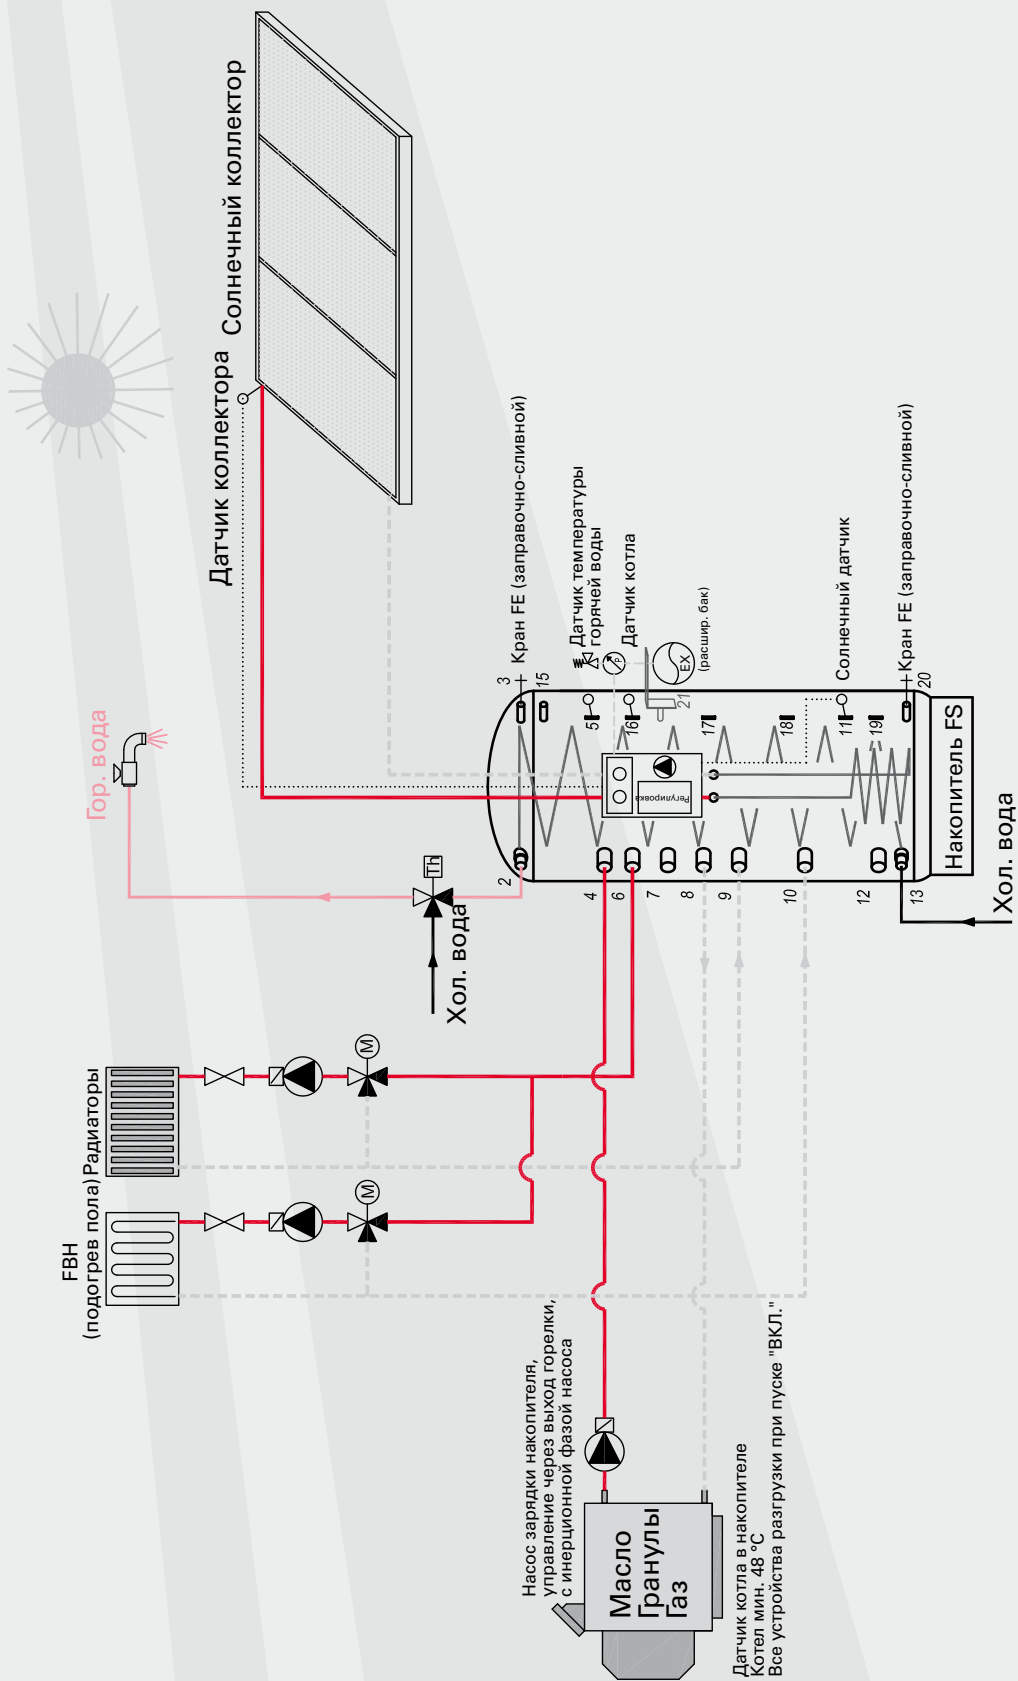 Солнечный коллектор
Датчик коллектора
Гор. вода
Th
Хол. вода
Радиаторы
M
FBH
(подогрев пола)
M
Кран FE (заправочно-сливной)
Датчик температуры
горячей воды
Датчик котла
P
EX
(расшир. бак)
Солнечный датчик
Кран FE (заправочно-сливной)
3
15
5
16
21
17
18
11
19
20
Регулировка
2
4
6
7
8
9
10
12
13
Накопитель FS
Хол. вода
Насос зарядки накопителя,
управление через выход горелки,
с инерционной фазой насоса
Масло
Гранулы
Газ
Датчик котла в накопителе
Котел мин. 48 °C
Все устройства разгрузки при пуске "ВКЛ."